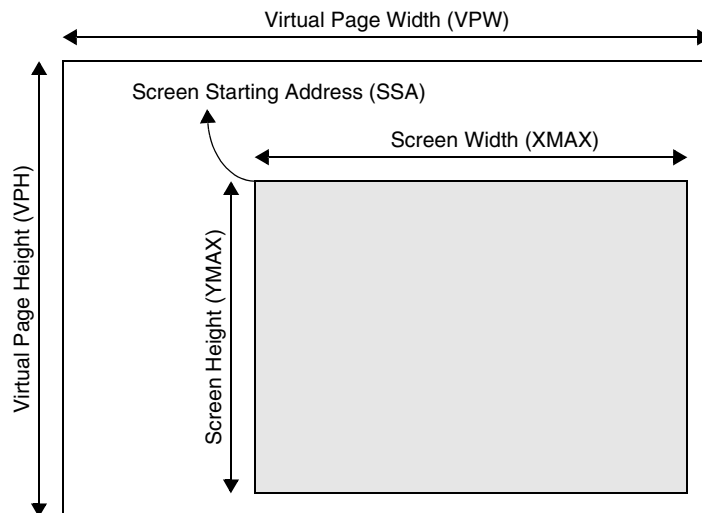 Virtual Page Width (VPW)
Screen Starting Address (SSA)
Screen Width (XMAX)
Virtual Page Height (VPH)
Screen Height (YMAX)